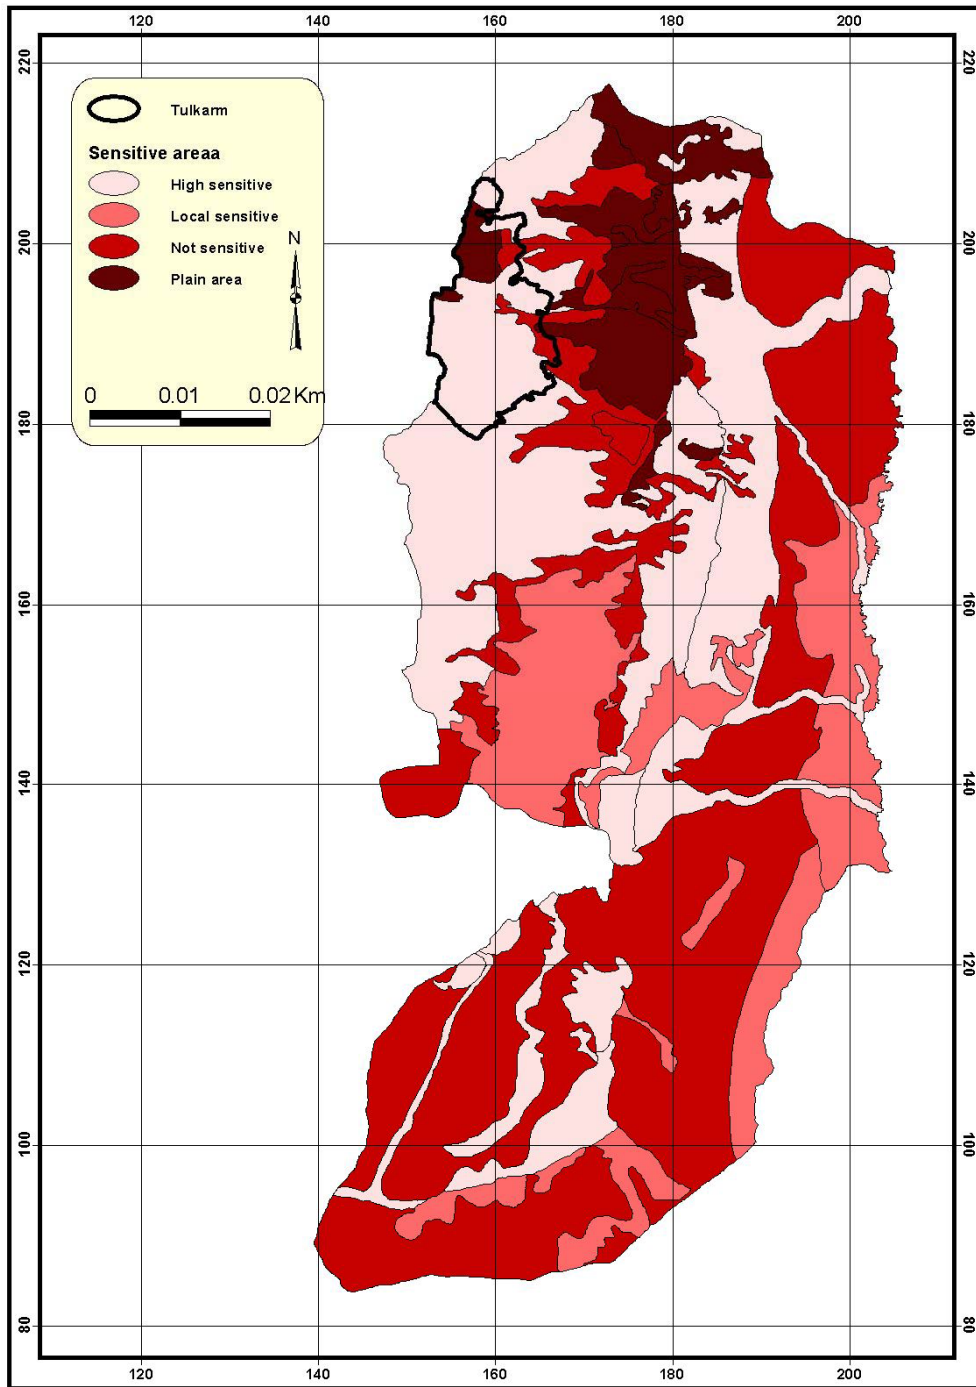 120 140 160 180 200
220 220
Tulkarm
Sensitive areaa
High sensitive
Local sensitive
Not sensitive
Plain area
N
0 0.01 0.02 Km
200 200
180 180
160 160
140 140
120 120
100 100
80 80
120 140 160 180 200